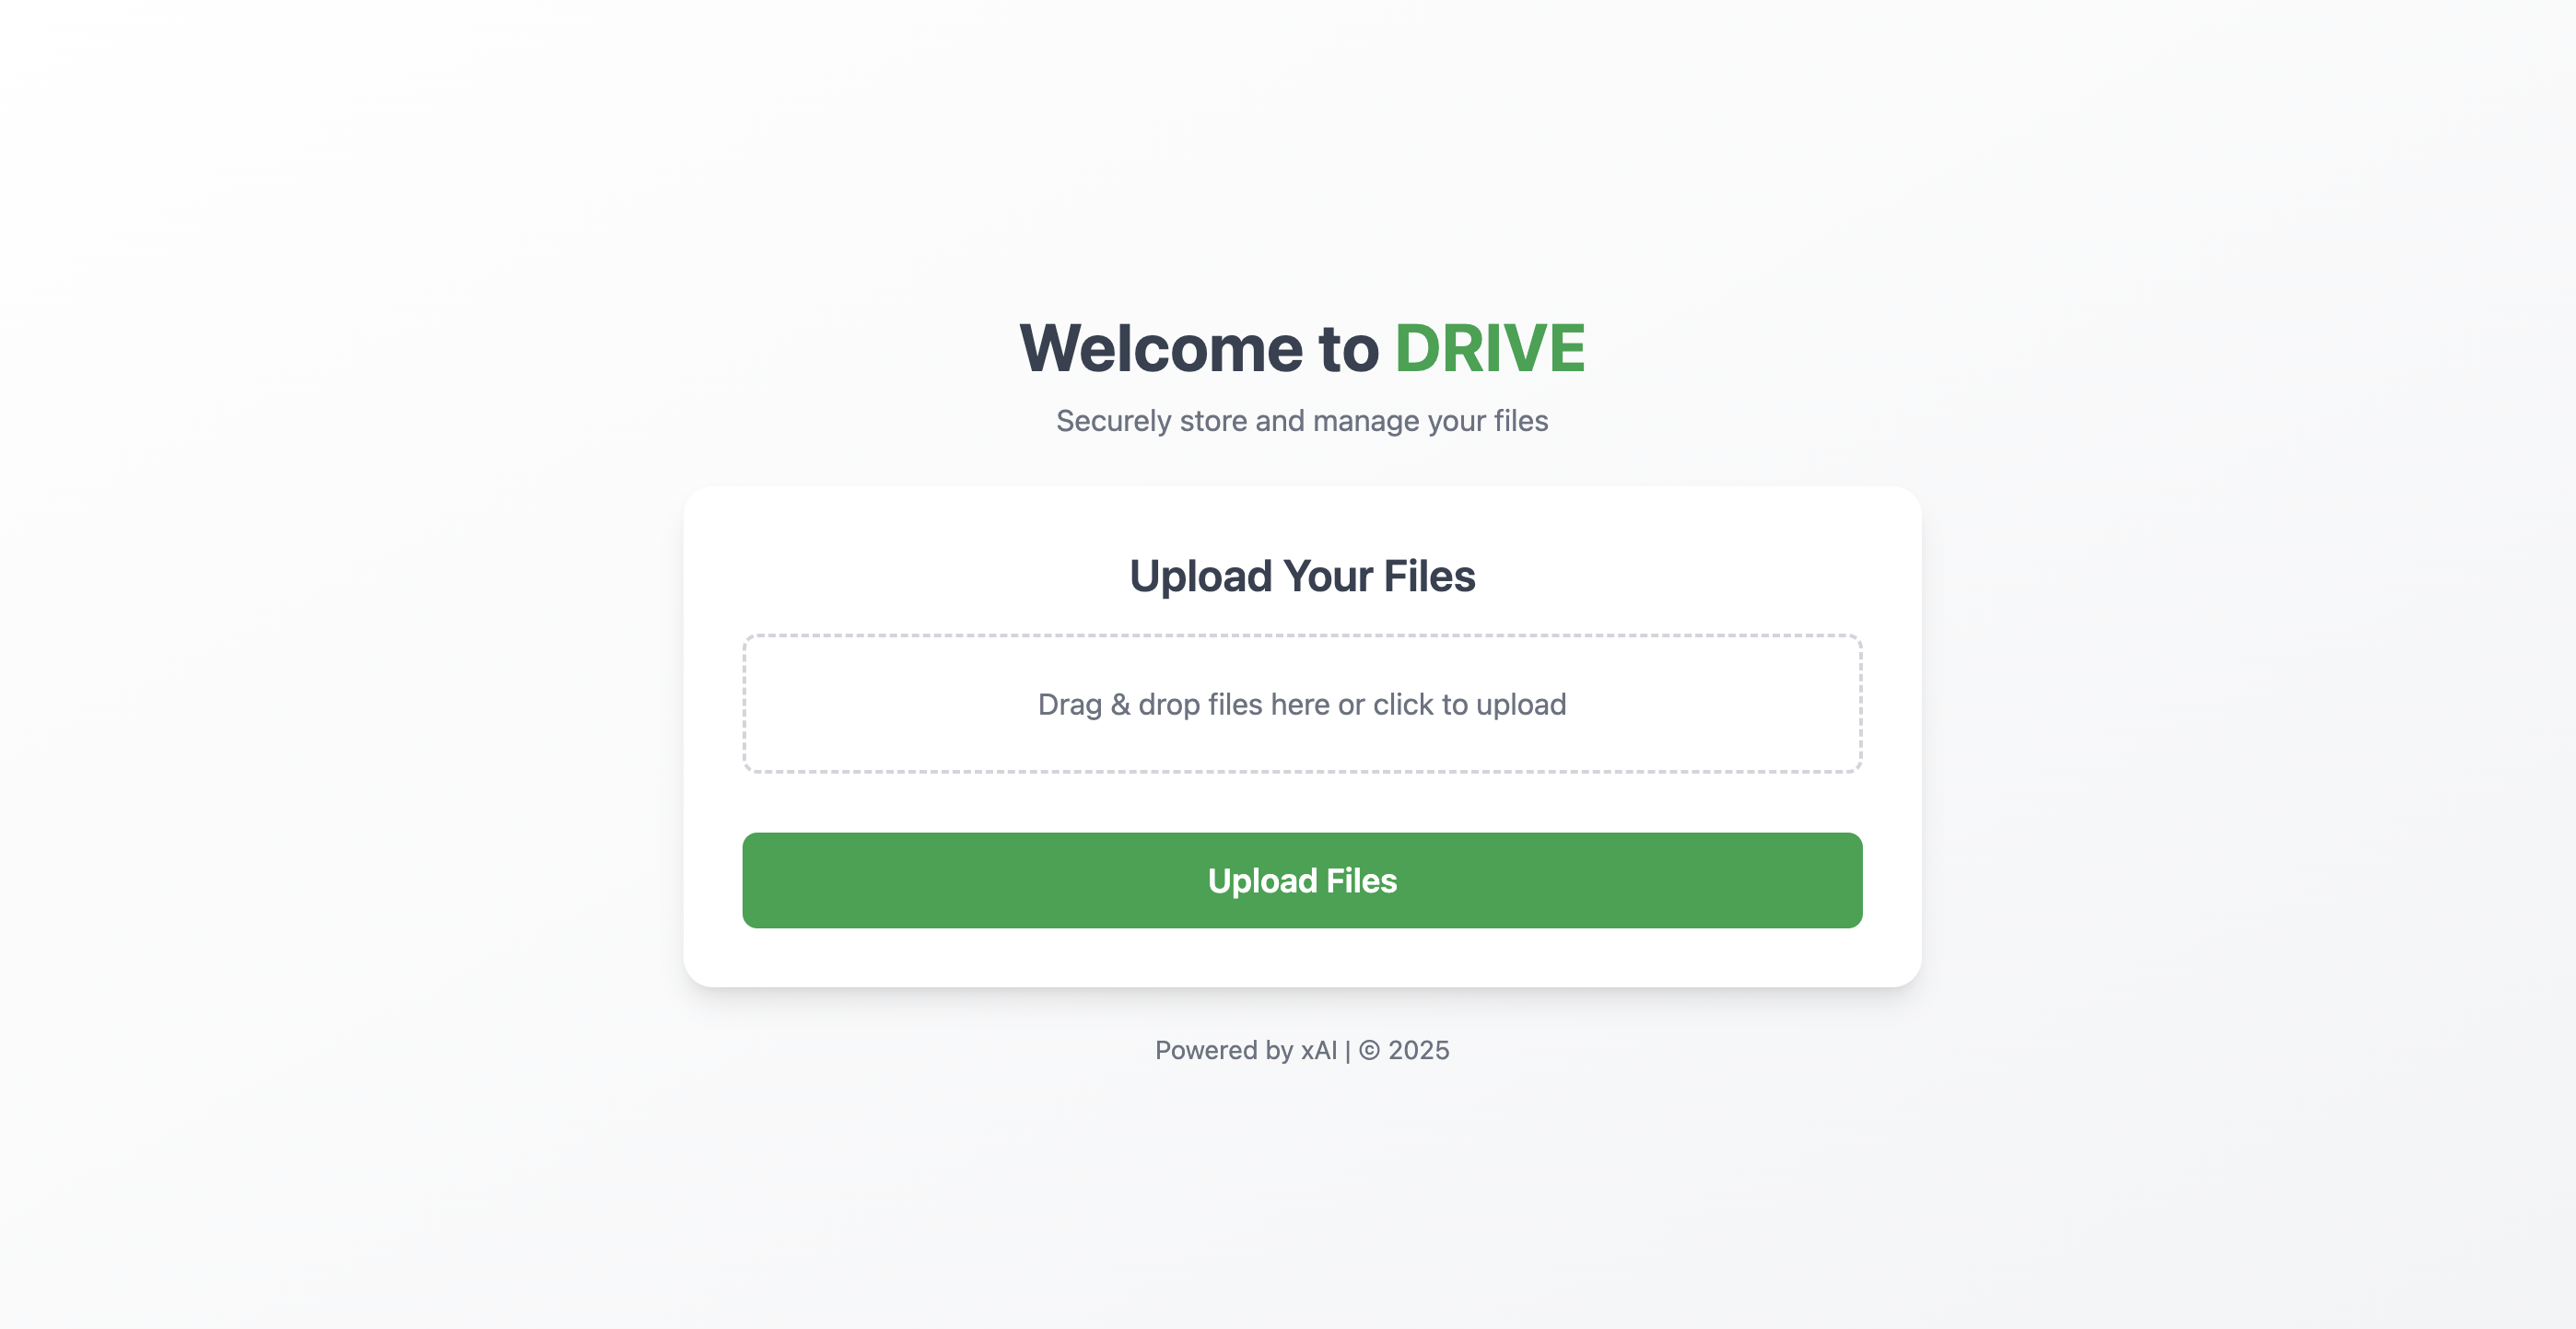 Welcome to DRIVE
Securely store and manage your files
Upload Your Files
Drag & drop files here or click to upload
Upload Files
Powered by xAI | © 2025